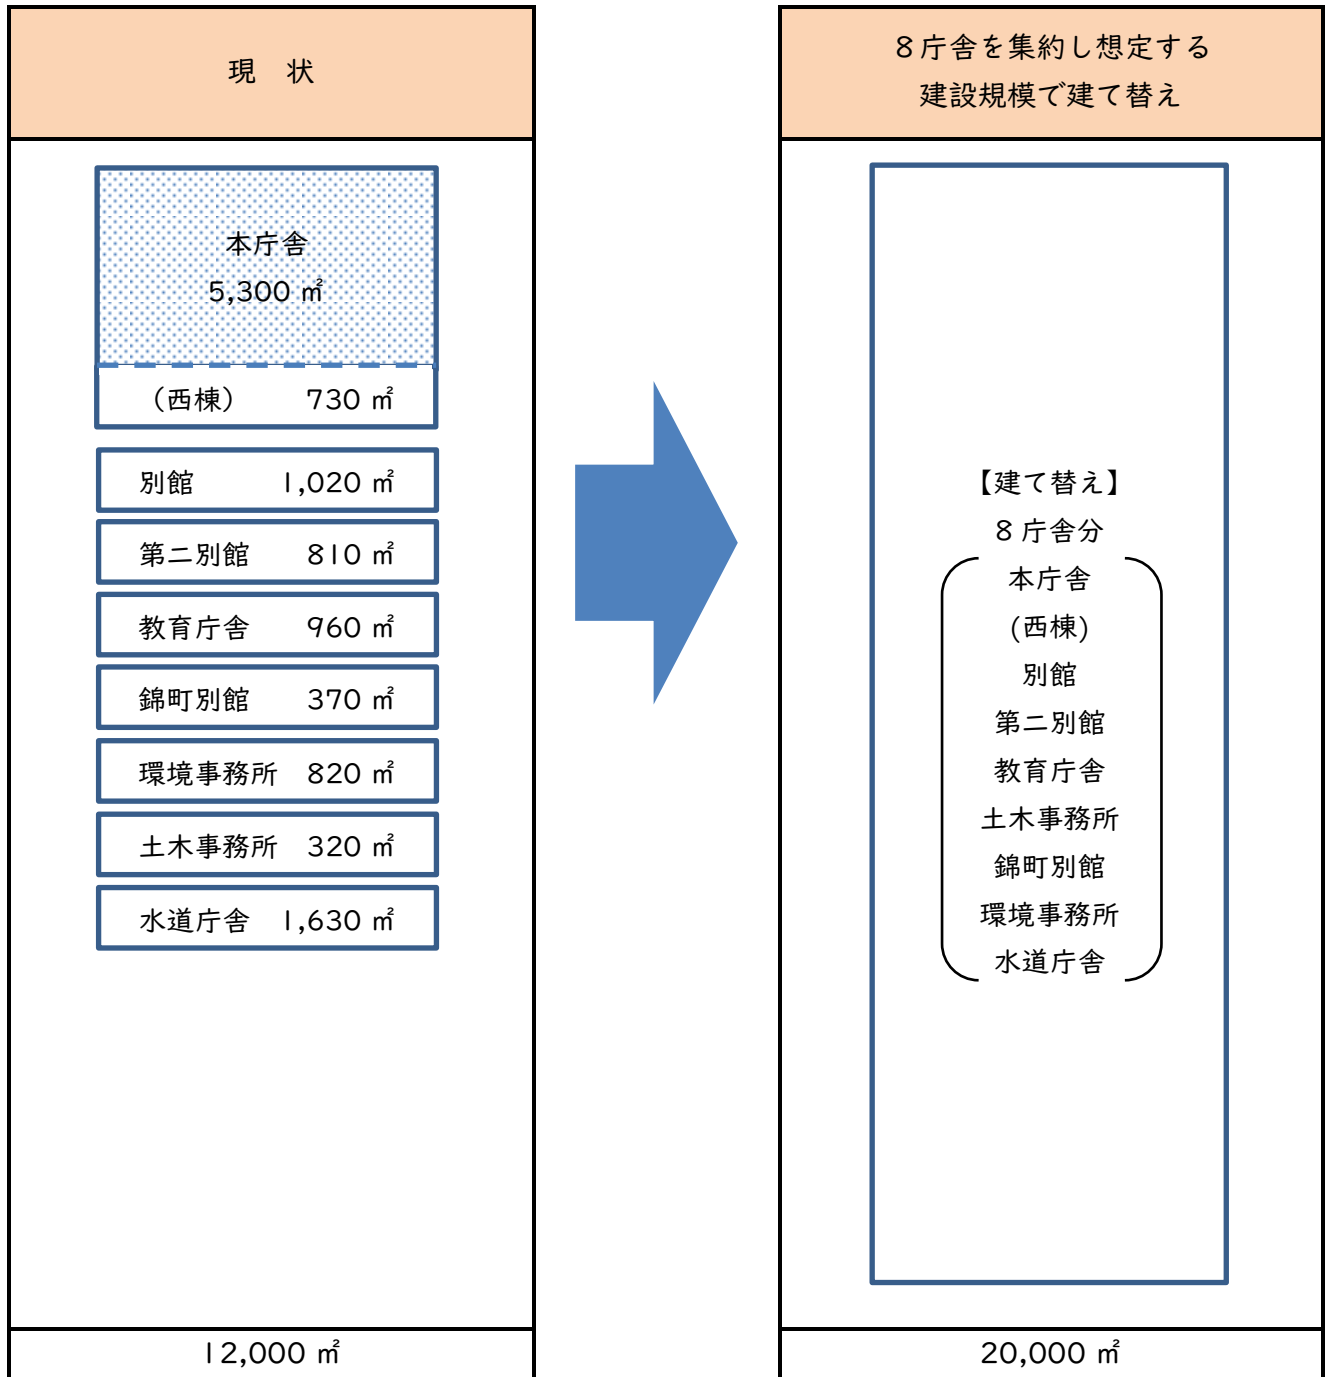 現　状
本庁舎
5,300 ㎡
（西棟）　730 ㎡
別館　1,020 ㎡
第二別館　810 ㎡
教育庁舎　960 ㎡
錦町別館　370 ㎡
環境事務所　820 ㎡
土木事務所　320 ㎡
水道庁舎　1,630 ㎡
12,000 ㎡
８庁舎を集約し想定する
建設規模で建て替え
【建て替え】
８庁舎分
本庁舎
(西棟)
別館
第二別館
教育庁舎
土木事務所
錦町別館
環境事務所
水道庁舎
20,000 ㎡